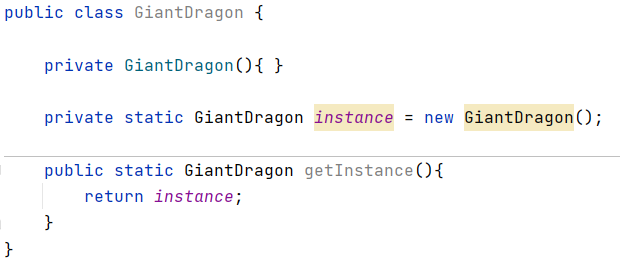 public class GiantDragon {
private GiantDragon(){ }
private static GiantDragon instance = new GiantDragon();
public static GiantDragon getInstance(){
return instance;
}
}